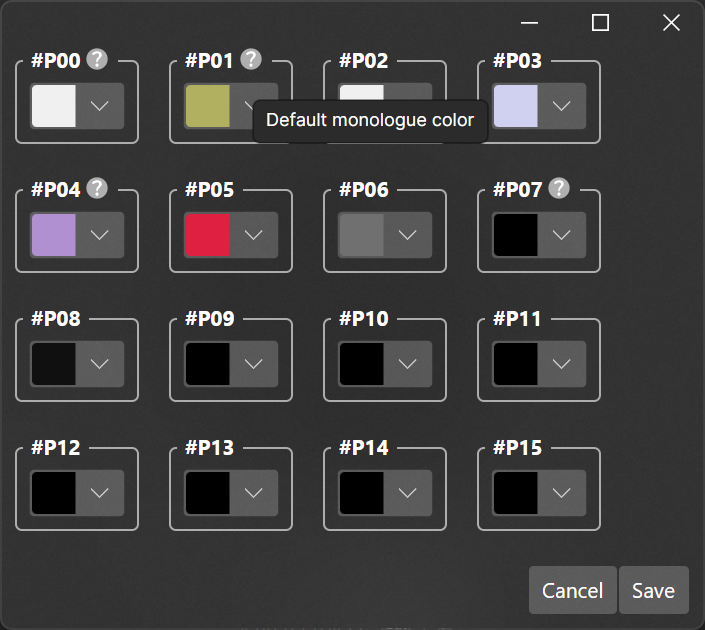 #P00 ? #P01 ? #P02 #P03
Default monologue color
#P04 ? #P05 #P06 #P07 ?
#P08 #P09 #P10 #P11
#P12 #P13 #P14 #P15
Cancel Save